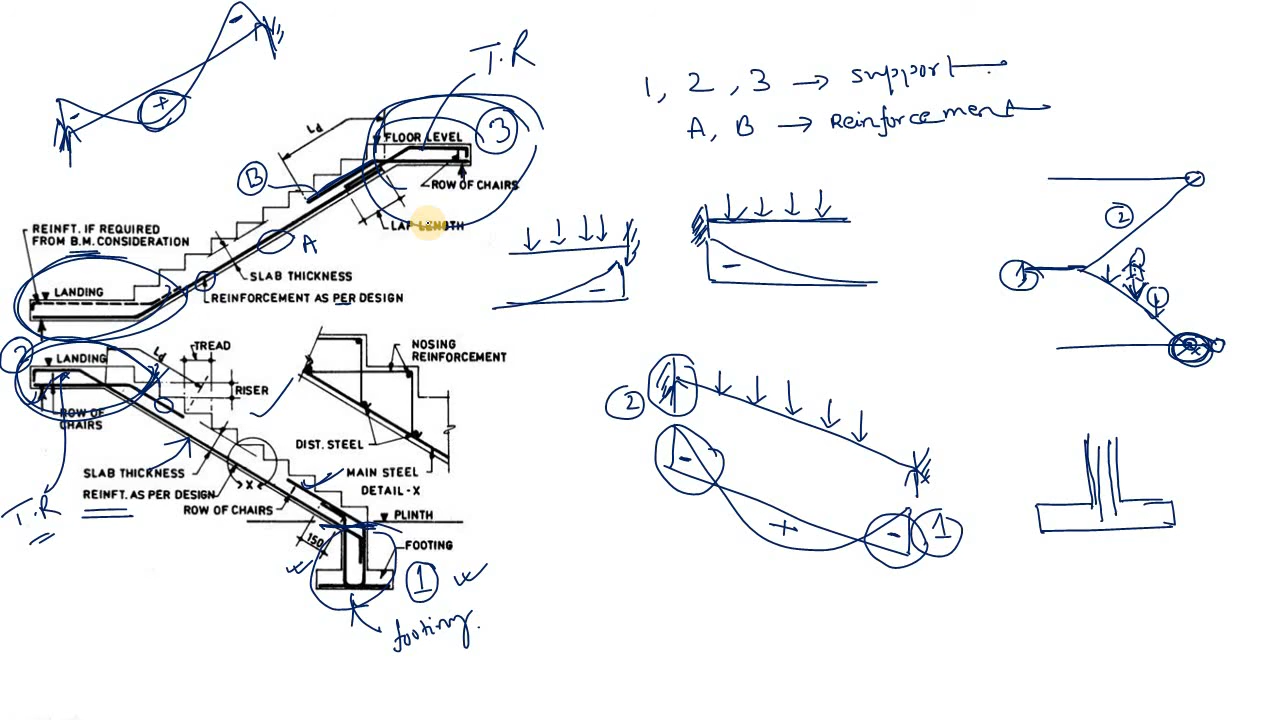 T.R
1, 2, 3 → support
A, B → Reinforcement
-
+
-
Ld
3
FLOOR LEVEL
B
ROW OF CHAIRS
LAP LENGTH
A
REINFT. IF REQUIRED
FROM B.M. CONSIDERATION
SLAB THICKNESS
LANDING
REINFORCEMENT AS PER DESIGN
-
-
2
1
3
2
LANDING
Ld
TREAD
RISER
ROW OF
CHAIRS
NOSING
REINFORCEMENT
DIST. STEEL
SLAB THICKNESS
X
MAIN STEEL
REINFT. AS PER DESIGN
DETAIL-X
ROW OF CHAIRS
PLINTH
T.R
150
FOOTING
1
footing.
2
-
+
-
1